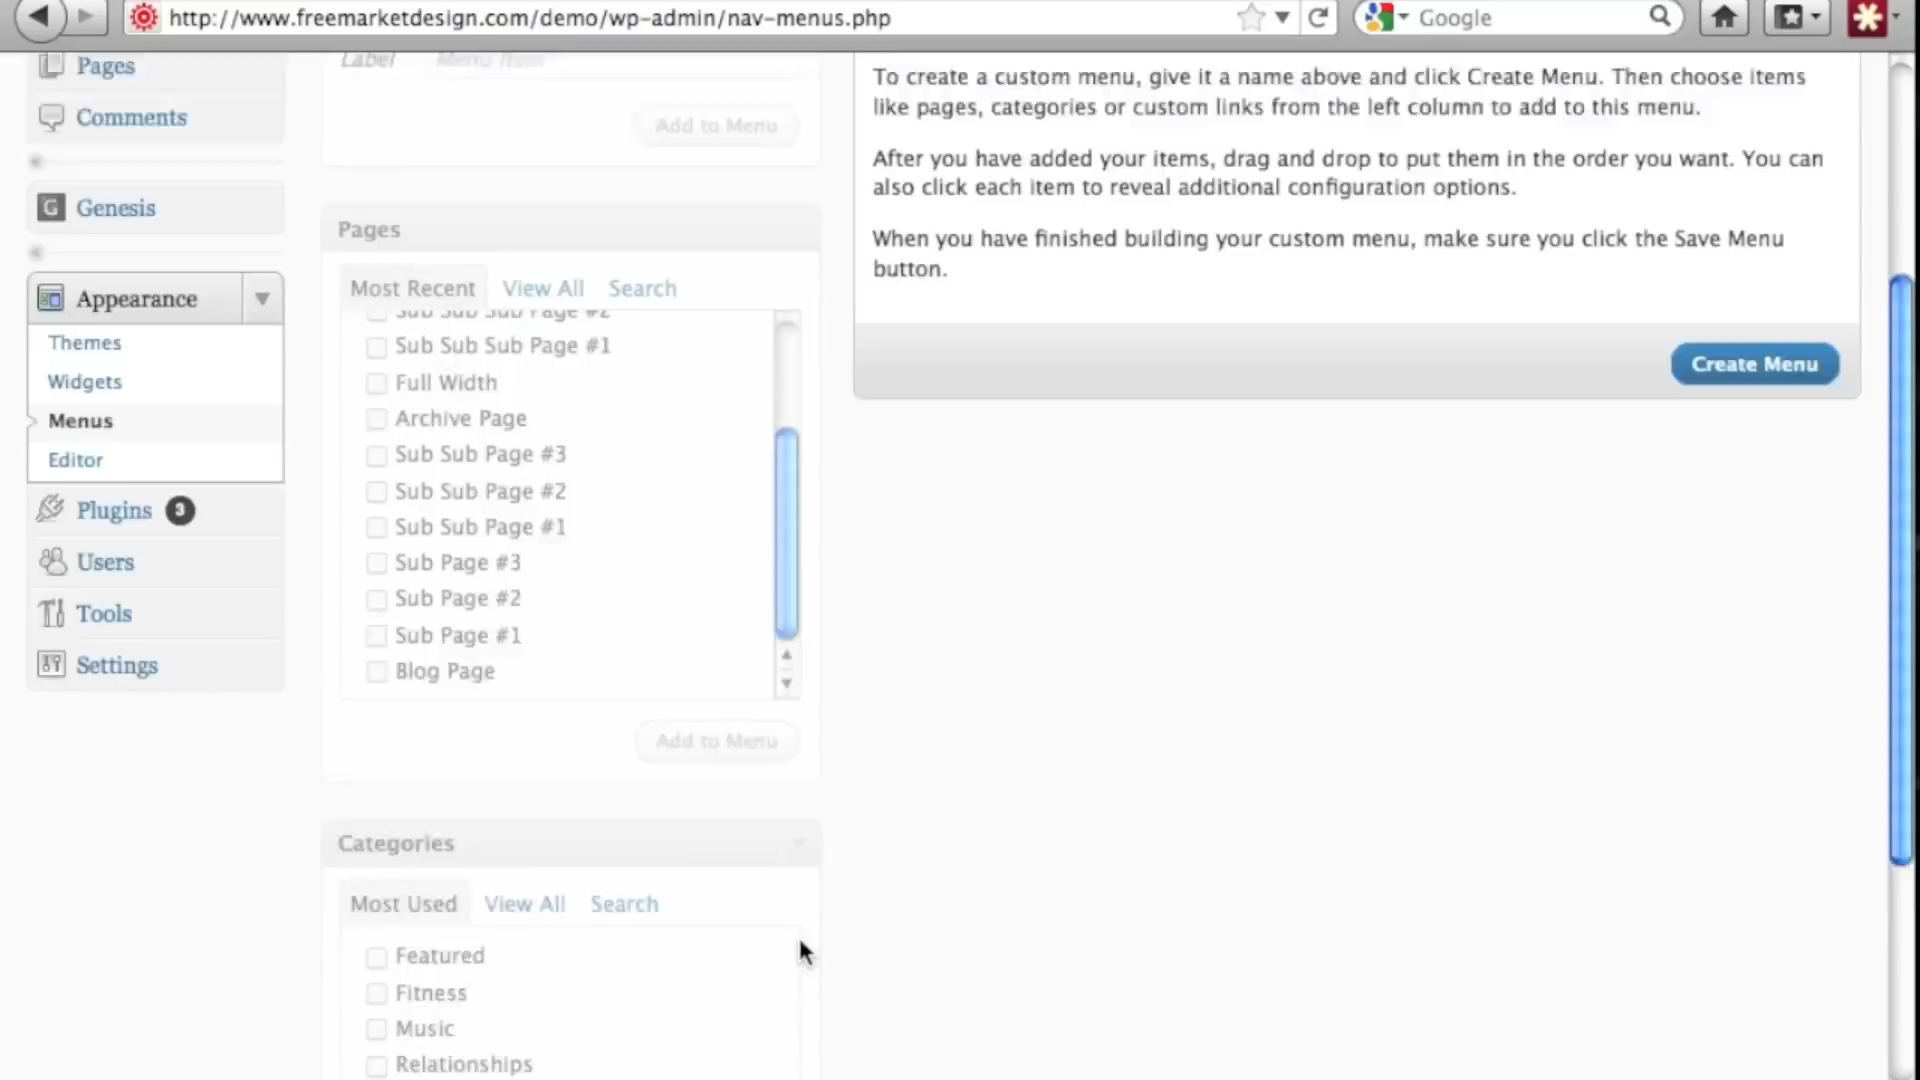 http://www.freemarketdesign.com/demo/wp-admin/nav-menus.php
Google
Pages
Comments
G Genesis
Appearance
Themes
Widgets
Menus
Editor
Plugins 3
Users
Tools
Settings
Label Menu Item
Add to Menu
Pages
Most Recent View All Search
Sub Sub Sub Page #2
Sub Sub Sub Page #1
Full Width
Archive Page
Sub Sub Page #3
Sub Sub Page #2
Sub Sub Page #1
Sub Page #3
Sub Page #2
Sub Page #1
Blog Page
Add to Menu
Categories
Most Used View All Search
Featured
Fitness
Music
Relationships
To create a custom menu, give it a name above and click Create Menu. Then choose items
like pages, categories or custom links from the left column to add to this menu.
After you have added your items, drag and drop to put them in the order you want. You can
also click each item to reveal additional configuration options.
When you have finished building your custom menu, make sure you click the Save Menu
button.
Create Menu